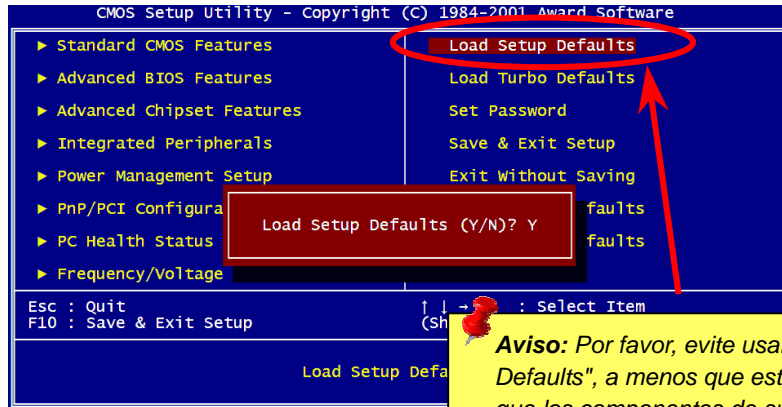 CMOS Setup Utility – Copyright (C) 1984–2001 Award Software
► Standard CMOS Features
► Advanced BIOS Features
► Advanced Chipset Features
► Integrated Peripherals
► Power Management Setup
► PnP/PCI Configura
► PC Health Status
► Frequency/Voltage
Load Setup Defaults
Load Turbo Defaults
Set Password
Save & Exit Setup
Exit Without Saving
faults
faults
Load Setup Defaults (Y/N)? Y
Esc : Quit
F10 : Save & Exit Setup
↑ ↓ → : Select Item
(Sh
Load Setup Defa
Aviso: Por favor, evite usa
Defaults", a menos que est